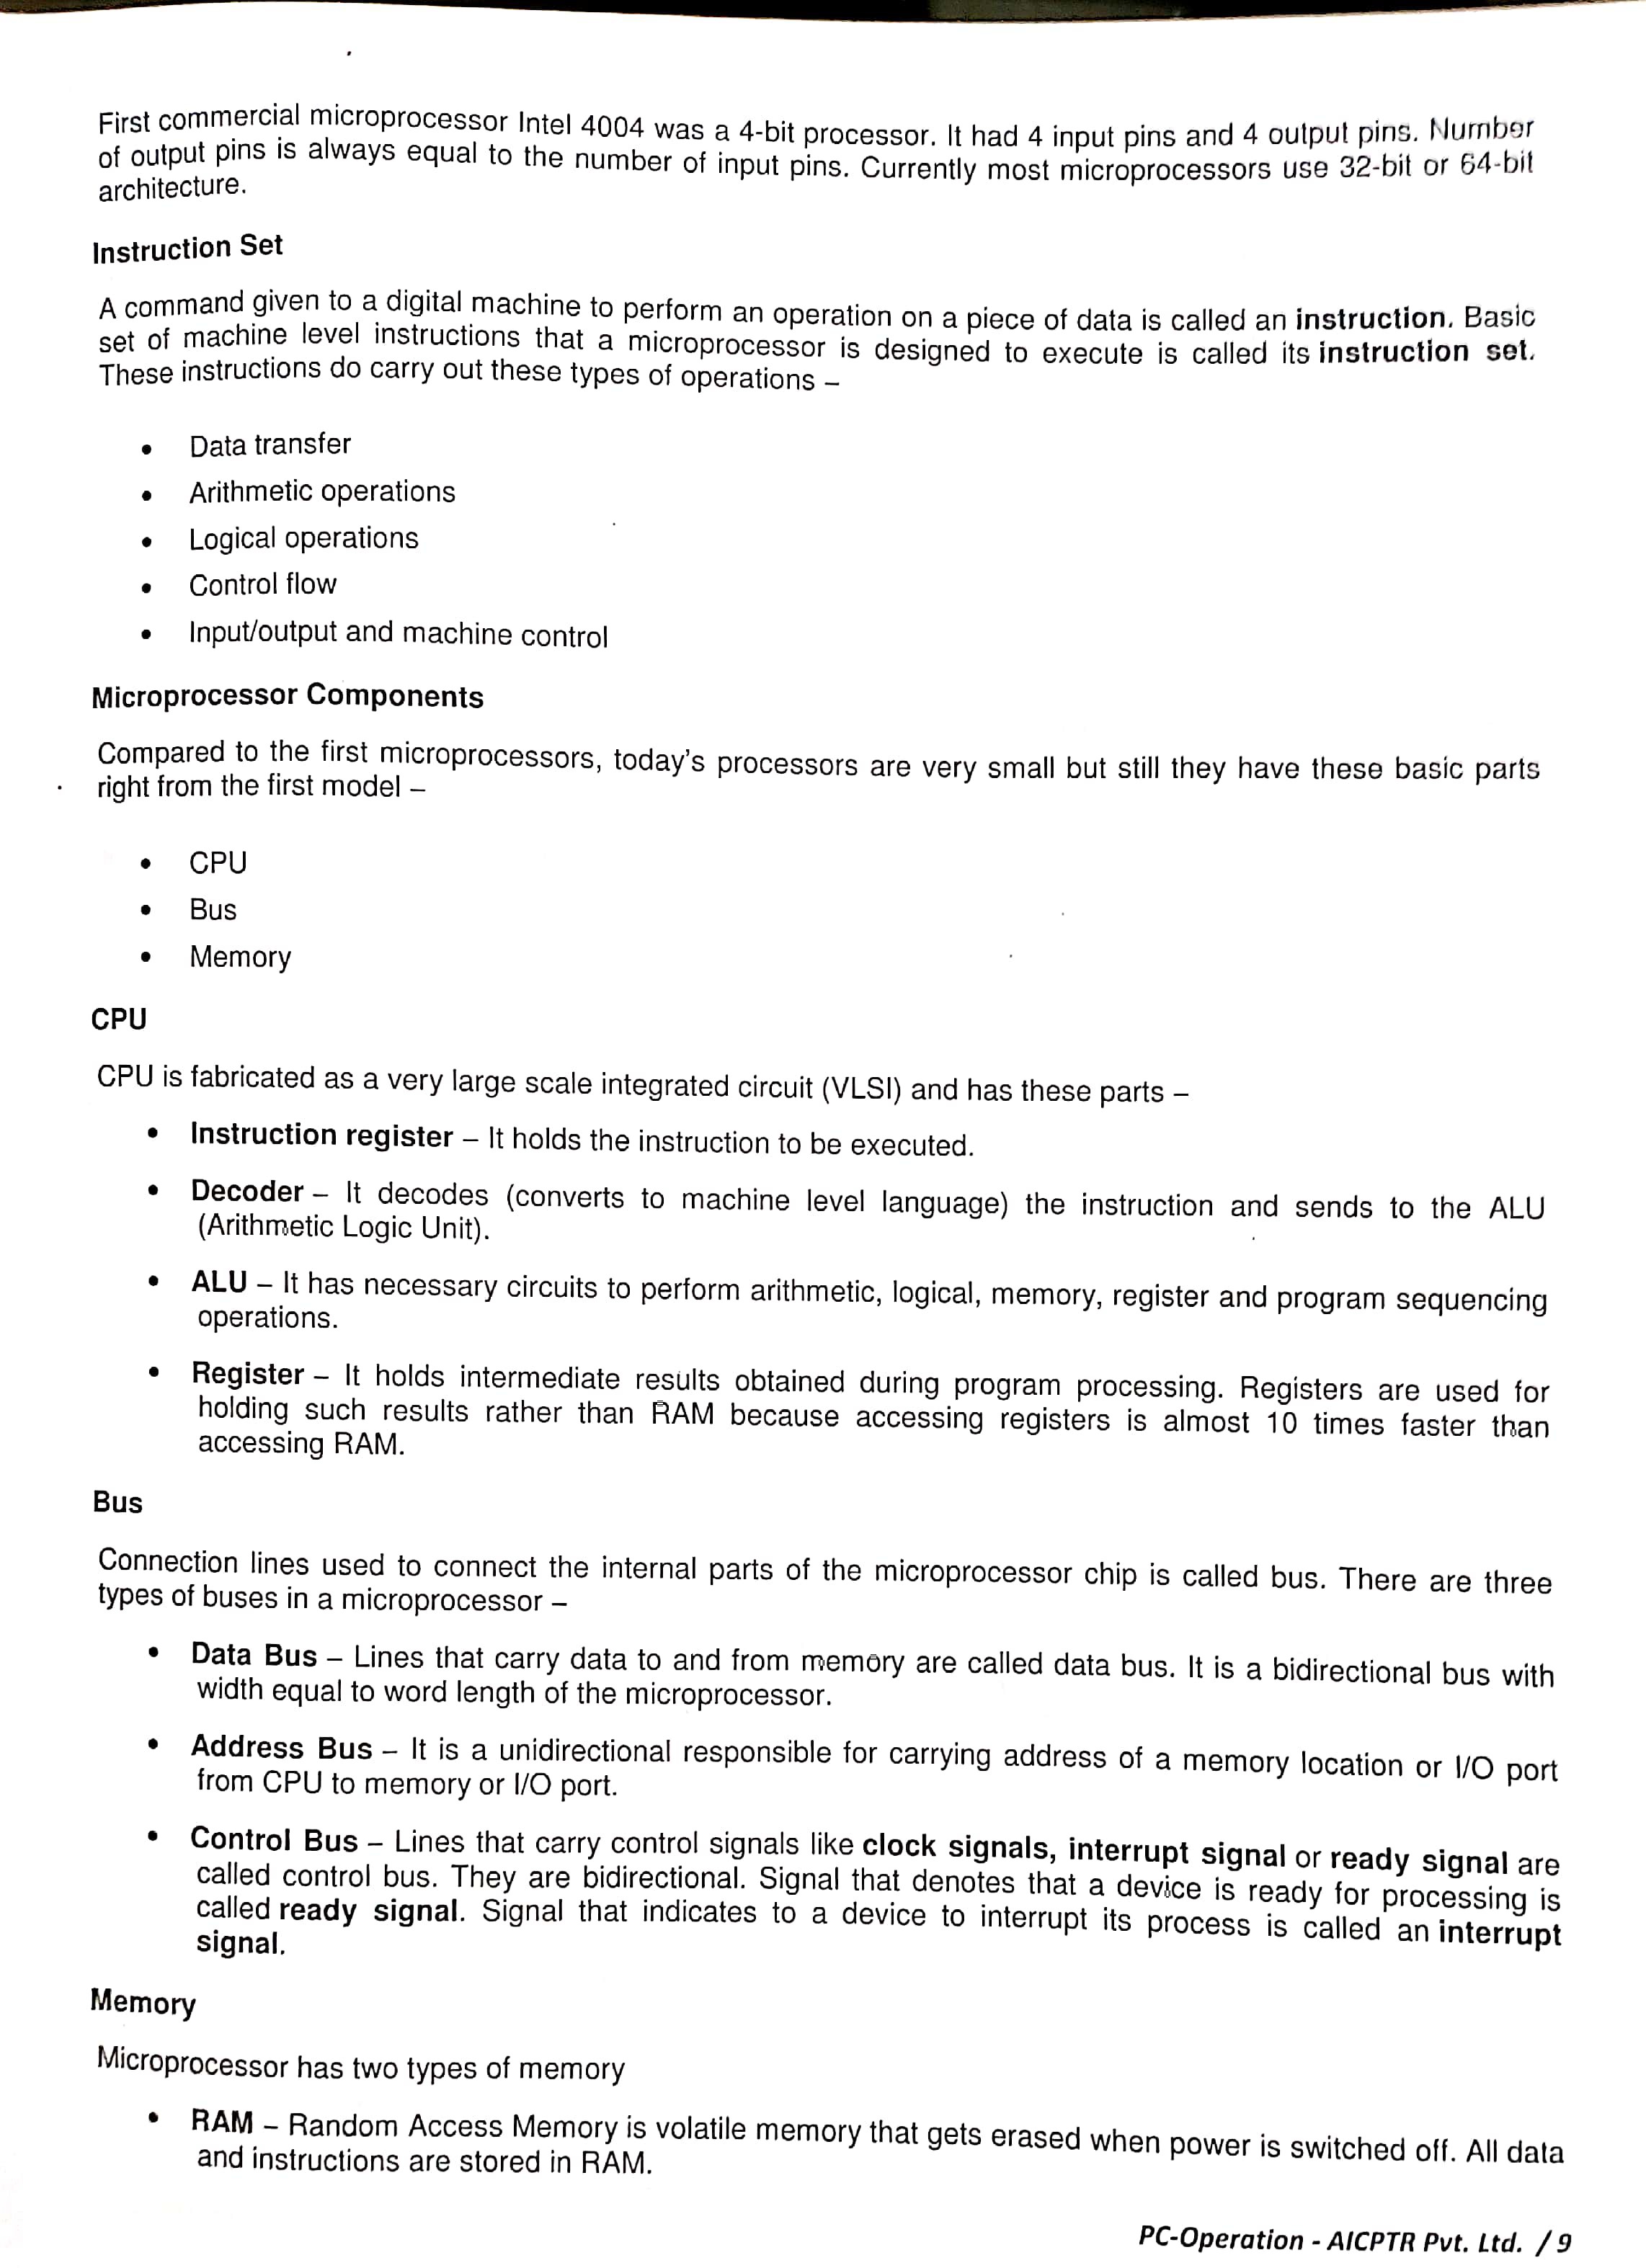 First commercial microprocessor Intel 4004 was a 4-bit processor. It had 4 input pins and 4 output pins. Number
of output pins is always equal to the number of input pins. Currently most microprocessors use 32-bit or 64-bit
architecture.
Instruction Set
A command given to a digital machine to perform an operation on a piece of data is called an instruction. Basic
set of machine level instructions that a microprocessor is designed to execute is called its instruction set.
These instructions do carry out these types of operations –
• Data transfer
• Arithmetic operations
• Logical operations
• Control flow
• Input/output and machine control
Microprocessor Components
Compared to the first microprocessors, today's processors are very small but still they have these basic parts
right from the first model –
• CPU
• Bus
• Memory
CPU
CPU is fabricated as a very large scale integrated circuit (VLSI) and has these parts –
• Instruction register – It holds the instruction to be executed.
• Decoder – It decodes (converts to machine level language) the instruction and sends to the ALU
(Arithmetic Logic Unit).
• ALU – It has necessary circuits to perform arithmetic, logical, memory, register and program sequencing
operations.
• Register – It holds intermediate results obtained during program processing. Registers are used for
holding such results rather than RAM because accessing registers is almost 10 times faster than
accessing RAM.
Bus
Connection lines used to connect the internal parts of the microprocessor chip is called bus. There are three
types of buses in a microprocessor –
• Data Bus – Lines that carry data to and from memory are called data bus. It is a bidirectional bus with
width equal to word length of the microprocessor.
• Address Bus – It is a unidirectional responsible for carrying address of a memory location or I/O port
from CPU to memory or I/O port.
• Control Bus – Lines that carry control signals like clock signals, interrupt signal or ready signal are
called control bus. They are bidirectional. Signal that denotes that a device is ready for processing is
called ready signal. Signal that indicates to a device to interrupt its process is called an interrupt
signal.
Memory
Microprocessor has two types of memory
• RAM – Random Access Memory is volatile memory that gets erased when power is switched off. All data
and instructions are stored in RAM.
PC-Operation - AICPTR Pvt. Ltd. / 9